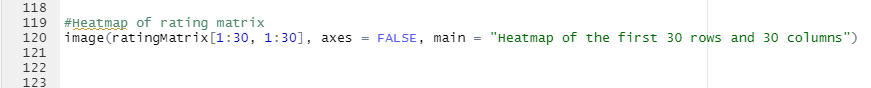 118
119 #Heatmap of rating matrix
120 image(ratingMatrix[1:30, 1:30], axes = FALSE, main = "Heatmap of the first 30 rows and 30 columns")
121
122
123